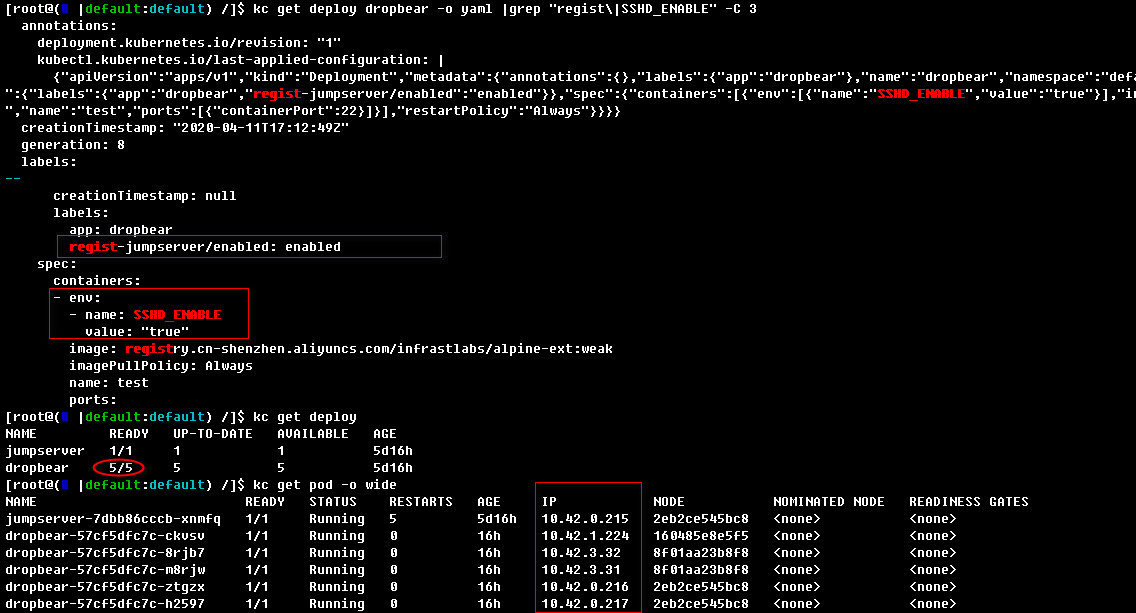 [root@( |default:default) /]$ kc get deploy dropbear -o yaml |grep "regist\|SSHD_ENABLE" -C 3
  annotations:
    deployment.kubernetes.io/revision: "1"
    kubectl.kubernetes.io/last-applied-configuration: |
      {"apiVersion":"apps/v1","kind":"Deployment","metadata":{"annotations":{},"labels":{"app":"dropbear"},"name":"dropbear","namespace":"defa
":{"labels":{"app":"dropbear","regist-jumpserver/enabled":"enabled"}},"spec":{"containers":[{"env":[{"name":"SSHD_ENABLE","value":"true"}],"i
","name":"test","ports":[{"containerPort":22}]}],"restartPolicy":"Always"}}}}
  creationTimestamp: "2020-04-11T17:12:49Z"
  generation: 8
  labels:
--
      creationTimestamp: null
      labels:
        app: dropbear
        regist-jumpserver/enabled: enabled
    spec:
      containers:
      - env:
        - name: SSHD_ENABLE
          value: "true"
        image: registry.cn-shenzhen.aliyuncs.com/infrastlabs/alpine-ext:weak
        imagePullPolicy: Always
        name: test
        ports:
[root@( |default:default) /]$ kc get deploy
NAME         READY   UP-TO-DATE   AVAILABLE   AGE
jumpserver   1/1     1            1           5d16h
dropbear     5/5     5            5           5d16h
[root@( |default:default) /]$ kc get pod -o wide
NAME                          READY   STATUS    RESTARTS   AGE     IP            NODE           NOMINATED NODE   READINESS GATES
jumpserver-7dbb86cccb-xnmfq   1/1     Running   5          5d16h   10.42.0.215   2eb2ce545bc8   <none>           <none>
dropbear-57cf5dfc7c-ckvsv     1/1     Running   0          16h     10.42.1.224   160485e8e5f5   <none>           <none>
dropbear-57cf5dfc7c-8rjb7     1/1     Running   0          16h     10.42.3.32    8f01aa23b8f8   <none>           <none>
dropbear-57cf5dfc7c-m8rjw     1/1     Running   0          16h     10.42.3.31    8f01aa23b8f8   <none>           <none>
dropbear-57cf5dfc7c-ztgzx     1/1     Running   0          16h     10.42.0.216   2eb2ce545bc8   <none>           <none>
dropbear-57cf5dfc7c-h2597     1/1     Running   0          16h     10.42.0.217   2eb2ce545bc8   <none>           <none>